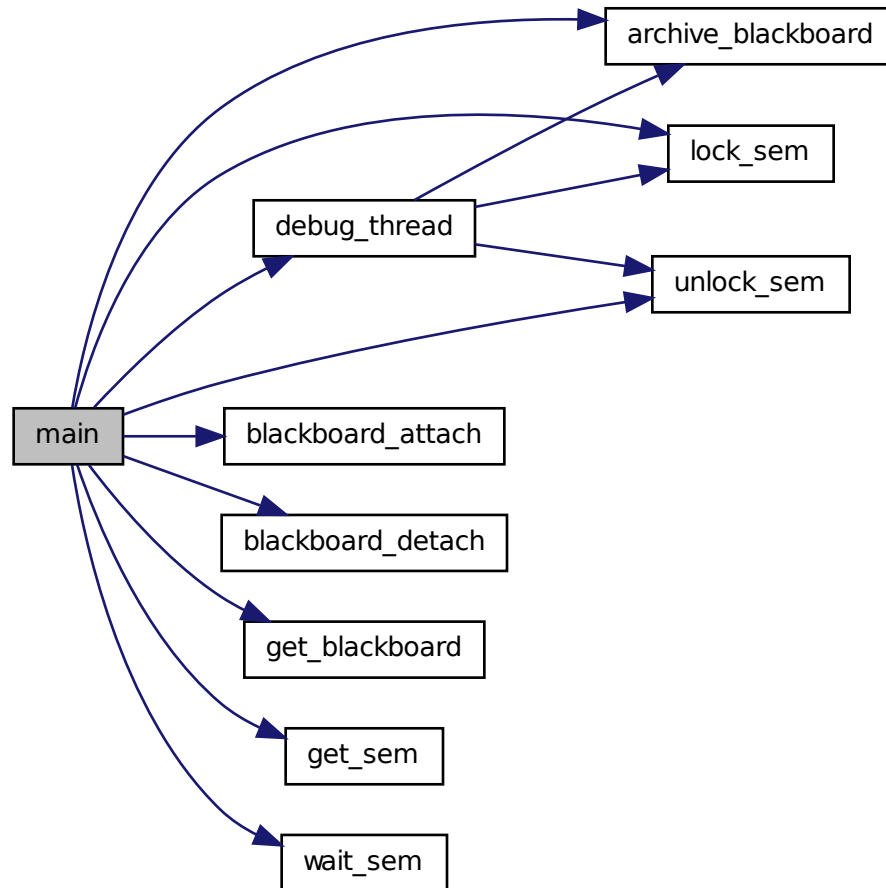 archive_blackboard
lock_sem
debug_thread
unlock_sem
main
blackboard_attach
blackboard_detach
get_blackboard
get_sem
wait_sem